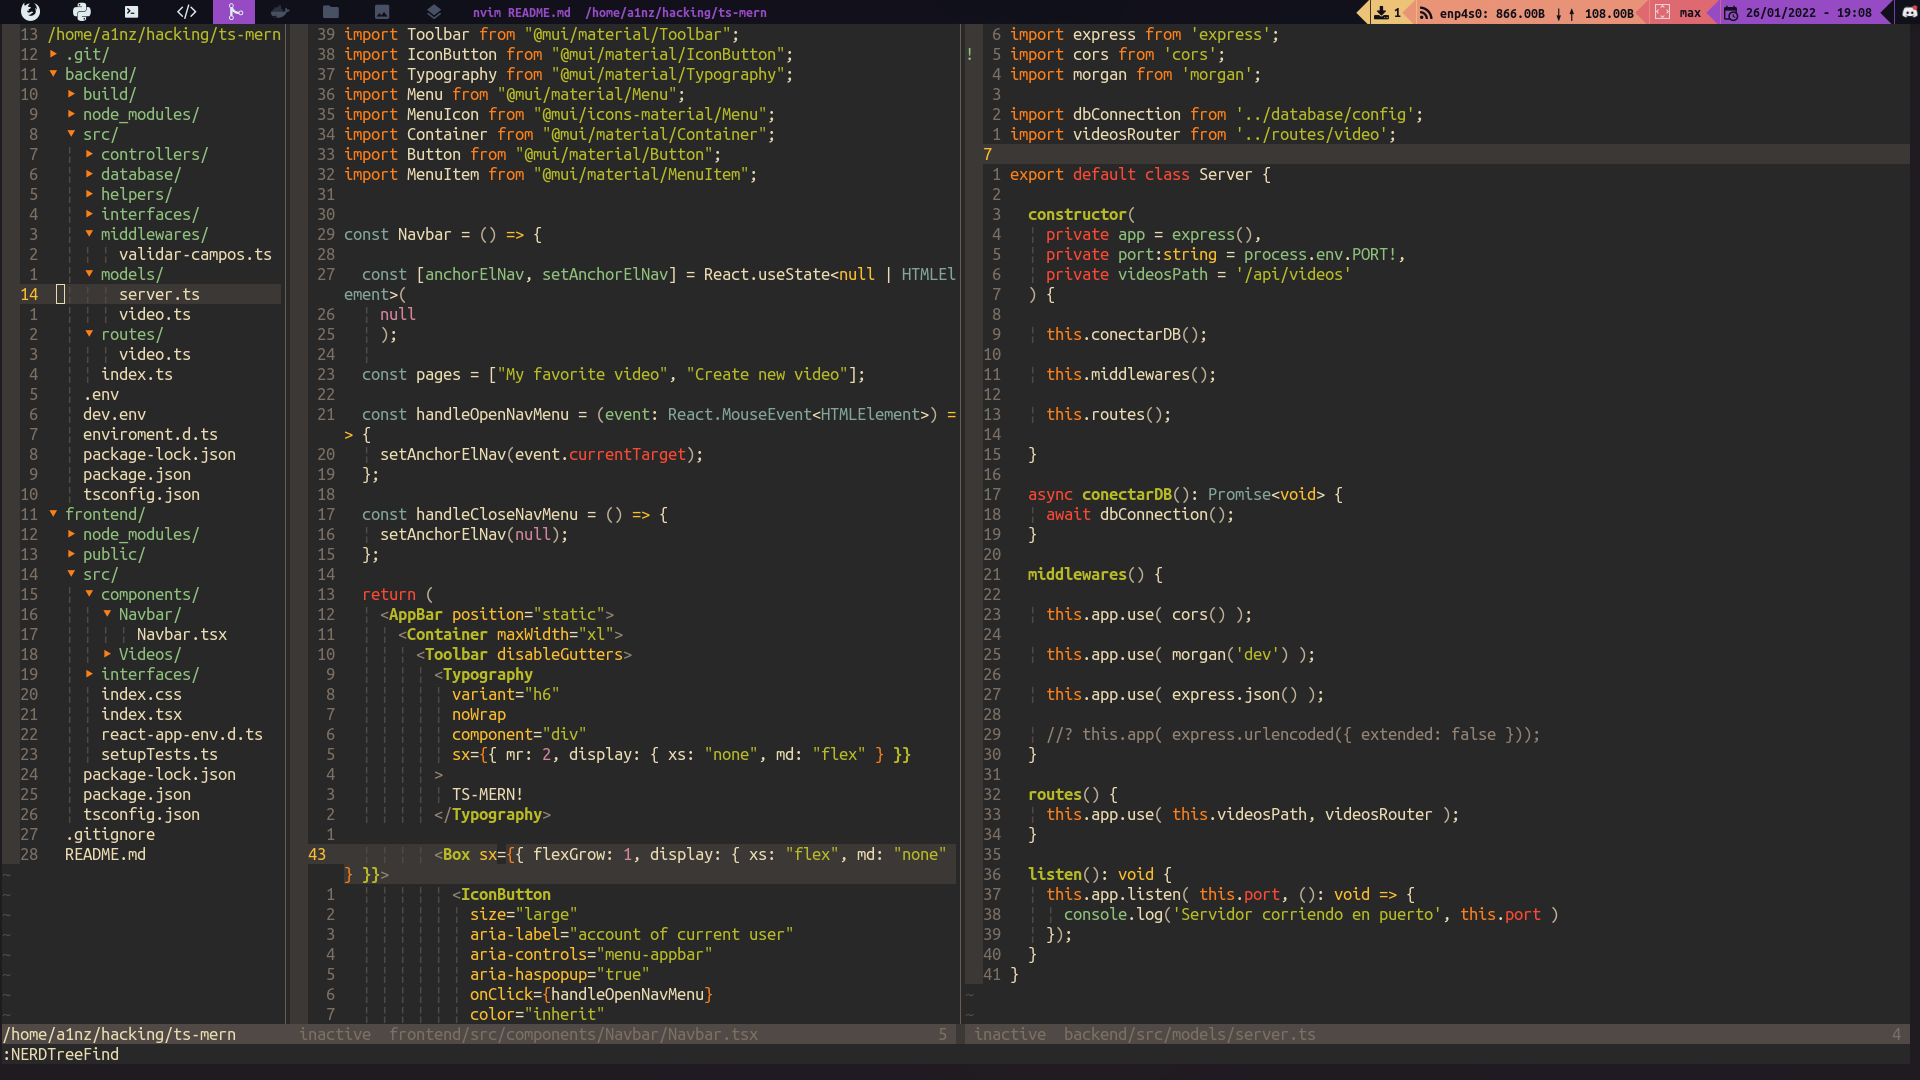 nvim README.md  /home/a1nz/hacking/ts-mern
1
enp4s0: 866.00B ↓ ↑ 108.00B
max
26/01/2022 - 19:08
13 /home/a1nz/hacking/ts-mern
12 ▸ .git/
11 ▾ backend/
10 ▸ build/
9 ▸ node_modules/
8 ▾ src/
7 ▸ controllers/
6 ▸ database/
5 ▸ helpers/
4 ▸ interfaces/
3 ▾ middlewares/
2 validar-campos.ts
1 ▾ models/
14 server.ts
1 video.ts
2 ▾ routes/
3 video.ts
4 index.ts
5 .env
6 dev.env
7 enviroment.d.ts
8 package-lock.json
9 package.json
10 tsconfig.json
11 ▾ frontend/
12 ▸ node_modules/
13 ▸ public/
14 ▾ src/
15 ▾ components/
16 ▾ Navbar/
17 Navbar.tsx
18 ▸ Videos/
19 ▸ interfaces/
20 index.css
21 index.tsx
22 react-app-env.d.ts
23 setupTests.ts
24 package-lock.json
25 package.json
26 tsconfig.json
27 .gitignore
28 README.md
~
~
~
~
~
~
~
~
/home/a1nz/hacking/ts-mern
39 import Toolbar from "@mui/material/Toolbar";
38 import IconButton from "@mui/material/IconButton";
37 import Typography from "@mui/material/Typography";
36 import Menu from "@mui/material/Menu";
35 import MenuIcon from "@mui/icons-material/Menu";
34 import Container from "@mui/material/Container";
33 import Button from "@mui/material/Button";
32 import MenuItem from "@mui/material/MenuItem";
31
30
29 const Navbar = () => {
28
27   const [anchorElNav, setAnchorElNav] = React.useState<null | HTMLEl
ement>(
26     null
25     );
24
23   const pages = ["My favorite video", "Create new video"];
22
21   const handleOpenNavMenu = (event: React.MouseEvent<HTMLElement>) =
> {
20     setAnchorElNav(event.currentTarget);
19   };
18
17   const handleCloseNavMenu = () => {
16     setAnchorElNav(null);
15   };
14
13   return (
12     <AppBar position="static">
11       <Container maxWidth="xl">
10         <Toolbar disableGutters>
9           <Typography
8             variant="h6"
7             noWrap
6             component="div"
5             sx={{ mr: 2, display: { xs: "none", md: "flex" } }}
4           >
3             TS-MERN!
2           </Typography>
1
43          <Box sx={{ flexGrow: 1, display: { xs: "flex", md: "none"
} }}>
1             <IconButton
2               size="large"
3               aria-label="account of current user"
4               aria-controls="menu-appbar"
5               aria-haspopup="true"
6               onClick={handleOpenNavMenu}
7               color="inherit"
inactive  frontend/src/components/Navbar/Navbar.tsx 5
6 import express from 'express';
! 5 import cors from 'cors';
4 import morgan from 'morgan';
3
2 import dbConnection from '../database/config';
1 import videosRouter from '../routes/video';
7
1 export default class Server {
2
3   constructor(
4     private app = express(),
5     private port:string = process.env.PORT!,
6     private videosPath = '/api/videos'
7   ) {
8
9     this.conectarDB();
10
11    this.middlewares();
12
13    this.routes();
14
15  }
16
17  async conectarDB(): Promise<void> {
18    await dbConnection();
19  }
20
21  middlewares() {
22
23    this.app.use( cors() );
24
25    this.app.use( morgan('dev') );
26
27    this.app.use( express.json() );
28
29    //? this.app( express.urlencoded({ extended: false }));
30  }
31
32  routes() {
33    this.app.use( this.videosPath, videosRouter );
34  }
35
36  listen(): void {
37    this.app.listen( this.port, (): void => {
38      console.log('Servidor corriendo en puerto', this.port )
39    });
40  }
41 }
~
~
inactive  backend/src/models/server.ts 4
:NERDTreeFind